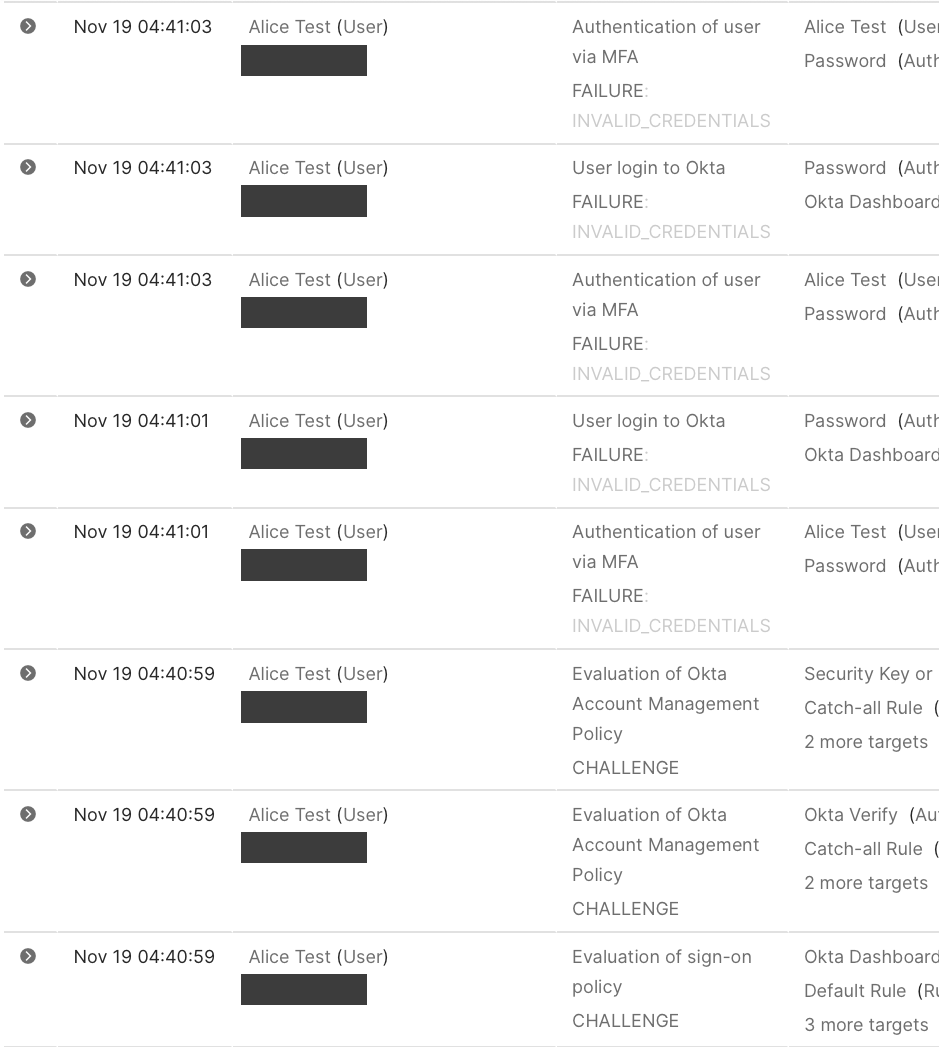 Nov 19 04:41:03 Alice Test (User) Authentication of user Alice Test (User
via MFA Password (Auth
FAILURE:
INVALID_CREDENTIALS
Nov 19 04:41:03 Alice Test (User) User login to Okta Password (Auth
FAILURE: Okta Dashboard
INVALID_CREDENTIALS
Nov 19 04:41:03 Alice Test (User) Authentication of user Alice Test (User
via MFA Password (Auth
FAILURE:
INVALID_CREDENTIALS
Nov 19 04:41:01 Alice Test (User) User login to Okta Password (Auth
FAILURE: Okta Dashboard
INVALID_CREDENTIALS
Nov 19 04:41:01 Alice Test (User) Authentication of user Alice Test (User
via MFA Password (Auth
FAILURE:
INVALID_CREDENTIALS
Nov 19 04:40:59 Alice Test (User) Evaluation of Okta Security Key or
Account Management Catch-all Rule (
Policy 2 more targets
CHALLENGE
Nov 19 04:40:59 Alice Test (User) Evaluation of Okta Okta Verify (Au
Account Management Catch-all Rule (
Policy 2 more targets
CHALLENGE
Nov 19 04:40:59 Alice Test (User) Evaluation of sign-on Okta Dashboard
policy Default Rule (Ru
CHALLENGE 3 more targets